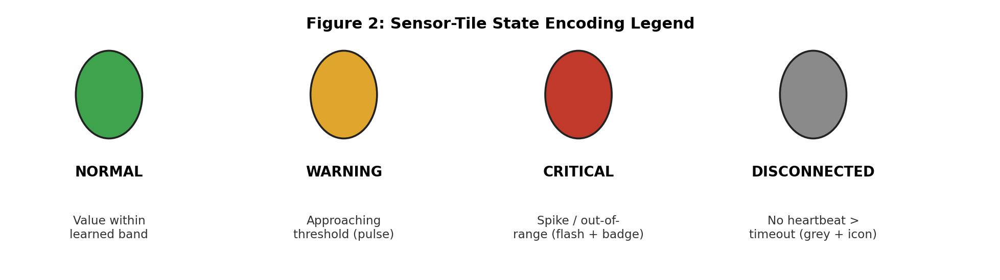 Figure 2: Sensor-Tile State Encoding Legend
NORMAL
WARNING
CRITICAL
DISCONNECTED
Value within
learned band
Approaching
threshold (pulse)
Spike / out-of-
range (flash + badge)
No heartbeat >
timeout (grey + icon)